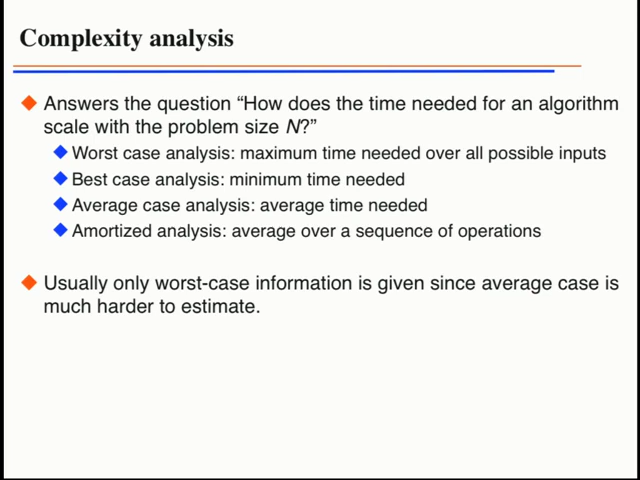 Complexity analysis
Answers the question “How does the time needed for an algorithm
scale with the problem size N?”
Worst case analysis: maximum time needed over all possible inputs
Best case analysis: minimum time needed
Average case analysis: average time needed
Amortized analysis: average over a sequence of operations
Usually only worst-case information is given since average case is
much harder to estimate.